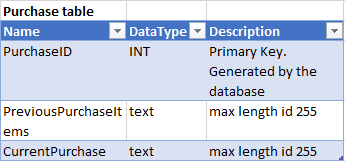 Purchase table
Name DataType Description
PurchaseID INT Primary Key.
Generated by the
database
PreviousPurchaseIt text max length id 255
ems
CurrentPurchase text max length id 255